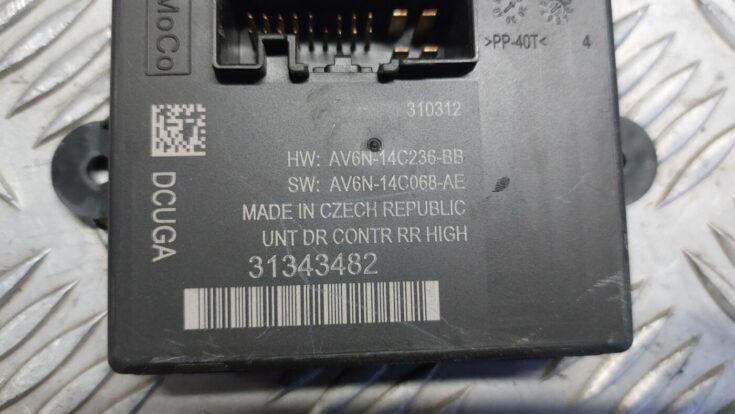 MoCo
>PP-40T<
4
310312
HW: AV6N-14C236-BB
SW: AV6N-14C068-AE
MADE IN CZECH REPUBLIC
UNT DR CONTR RR HIGH
31343482
DCUGA